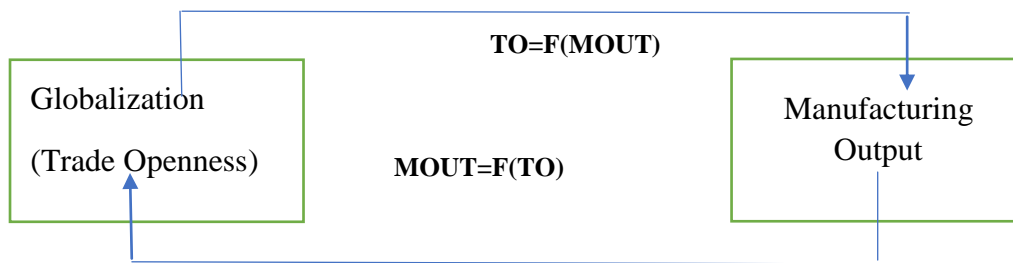 TO=F(MOUT)
Globalization
(Trade Openness)
MOUT=F(TO)
Manufacturing
Output